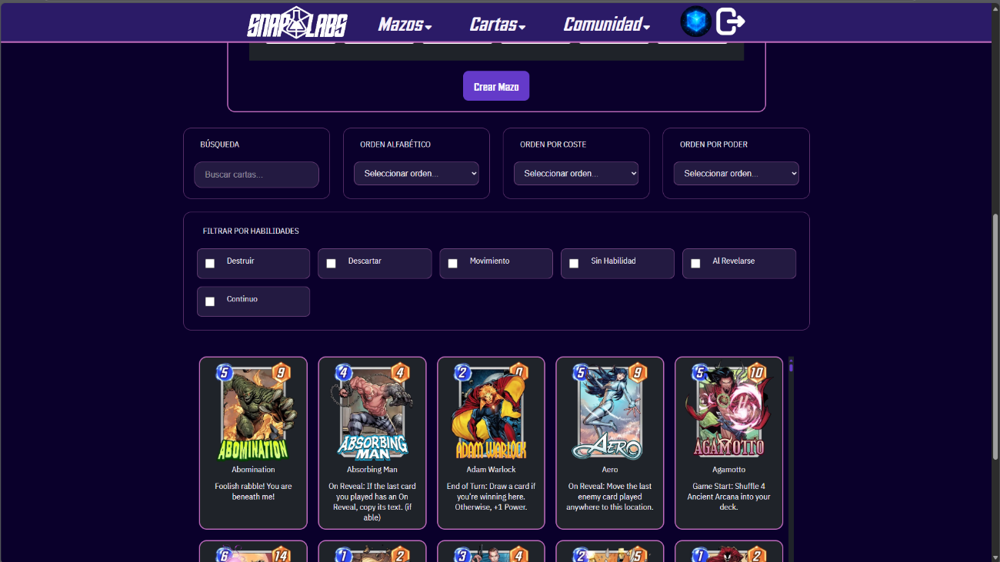 SNAP LABS
Mazos
Cartas
Comunidad
Crear Mazo
BÚSQUEDA
ORDEN ALFABÉTICO
ORDEN POR COSTE
ORDEN POR PODER
Buscar cartas...
Seleccionar orden...
Seleccionar orden...
Seleccionar orden...
FILTRAR POR HABILIDADES
Destruir
Descartar
Movimiento
Sin Habilidad
Al Revelarse
Continuo
5 9
ABOMINATION
Abomination
Foolish rabble! You are
beneath me!
4 4
ABSORBING
MAN
Absorbing Man
On Reveal: If the last card
you played has an On
Reveal, copy its text. (if
able)
2 0
ADAM WARLOCK
Adam Warlock
End of Turn: Draw a card if
you're winning here.
Otherwise, +1 Power.
5 9
AERO
Aero
On Reveal: Move the last
enemy card played
anywhere to this location.
5 10
AGAMOTTO
Agamotto
Game Start: Shuffle 4
Ancient Arcana into your
deck.
6 14
1 2
3 4
2 5
1 2